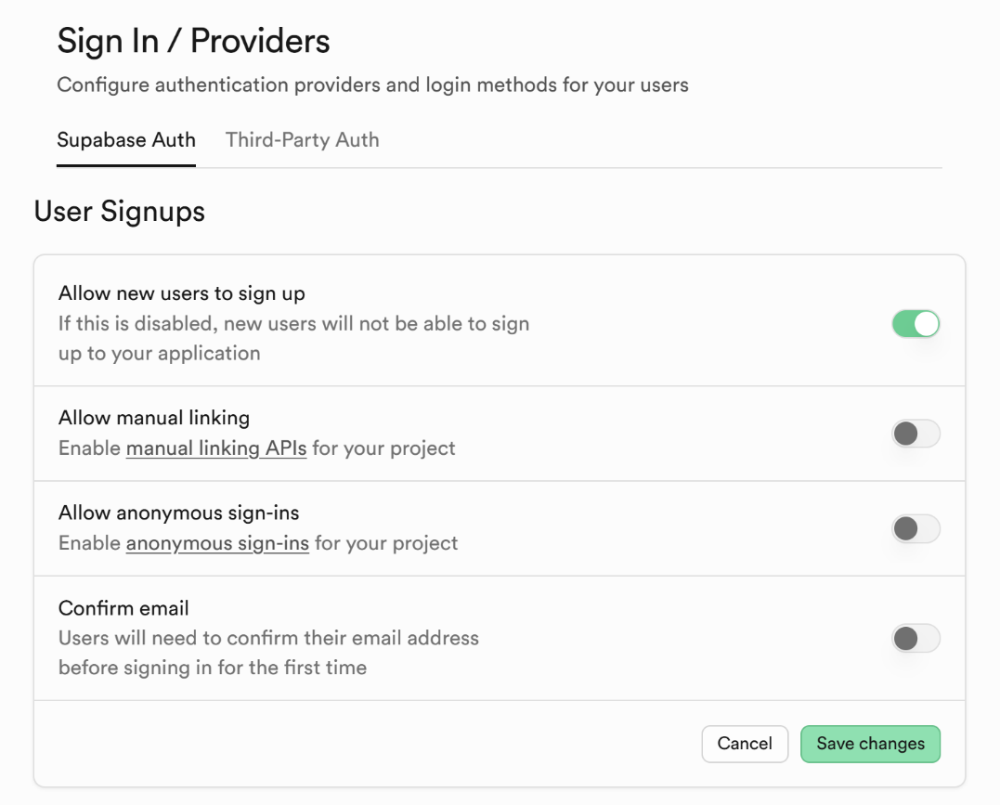 Sign In / Providers
Configure authentication providers and login methods for your users
Supabase Auth
Third-Party Auth
User Signups
Allow new users to sign up
If this is disabled, new users will not be able to sign
up to your application
Allow manual linking
Enable manual linking APIs for your project
Allow anonymous sign-ins
Enable anonymous sign-ins for your project
Confirm email
Users will need to confirm their email address
before signing in for the first time
Cancel
Save changes